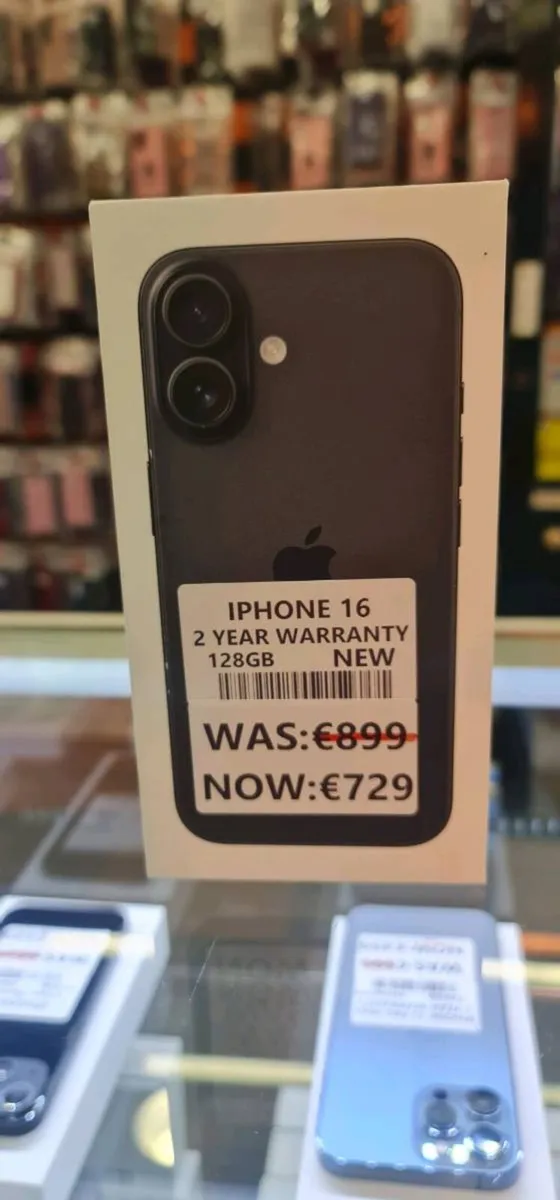 IPHONE 16
2 YEAR WARRANTY
128GB NEW
WAS:€899
NOW:€729